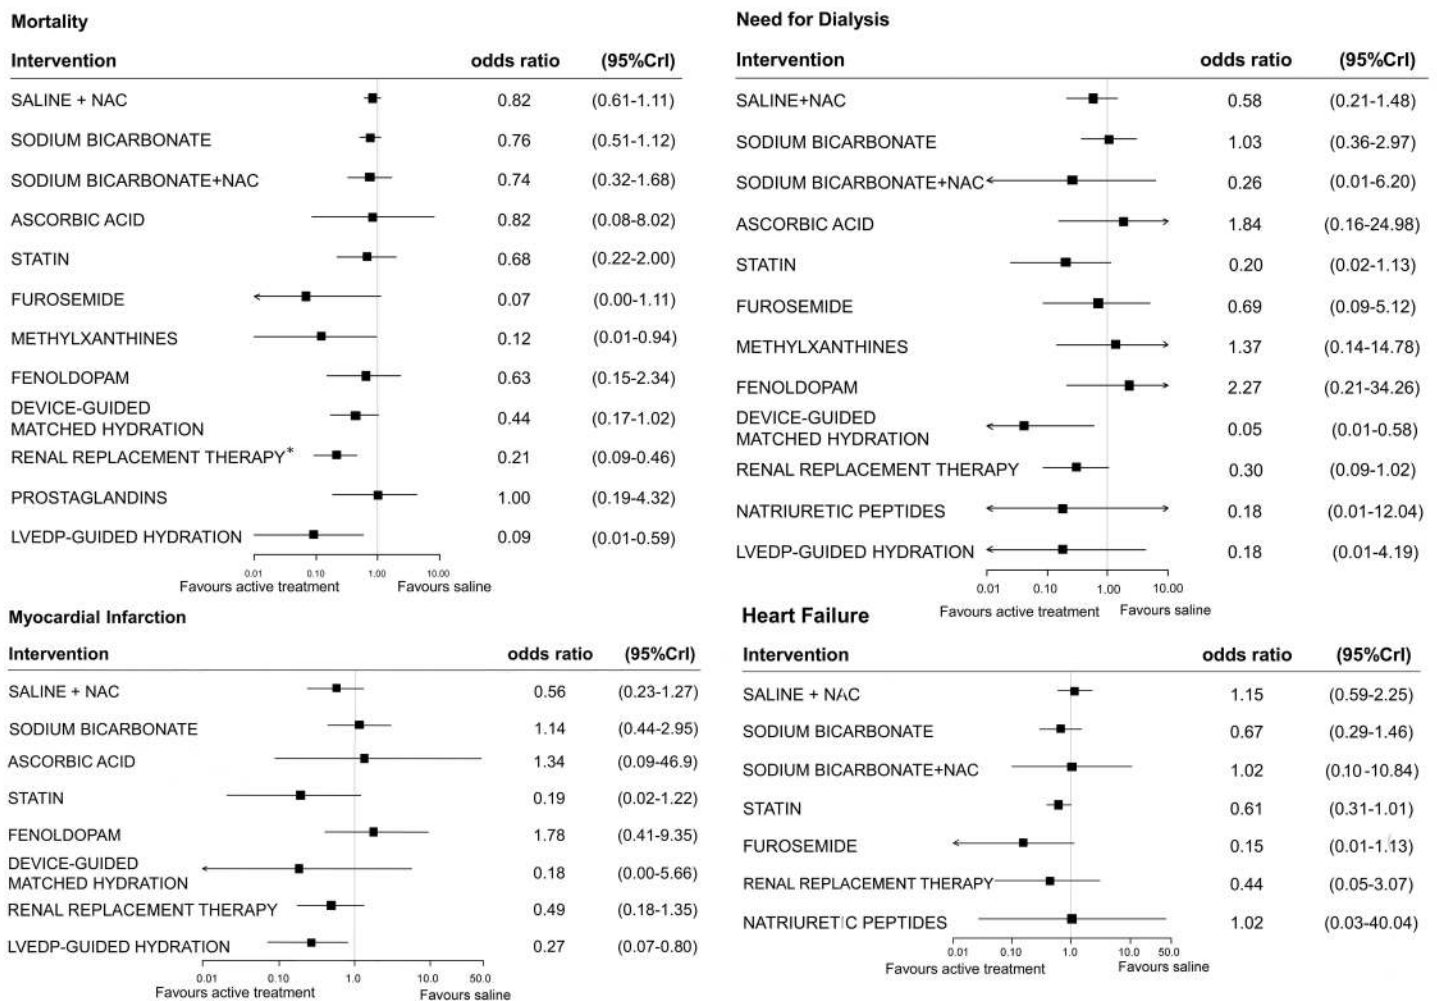 Mortality
Intervention odds ratio (95%CrI)
SALINE + NAC 0.82 (0.61-1.11)
SODIUM BICARBONATE 0.76 (0.51-1.12)
SODIUM BICARBONATE+NAC 0.74 (0.32-1.68)
ASCORBIC ACID 0.82 (0.08-8.02)
STATIN 0.68 (0.22-2.00)
FUROSEMIDE 0.07 (0.00-1.11)
METHYLXANTHINES 0.12 (0.01-0.94)
FENOLDOPAM 0.63 (0.15-2.34)
DEVICE-GUIDED
MATCHED HYDRATION 0.44 (0.17-1.02)
RENAL REPLACEMENT THERAPY* 0.21 (0.09-0.46)
PROSTAGLANDINS 1.00 (0.19-4.32)
LVEDP-GUIDED HYDRATION 0.09 (0.01-0.59)
0.01 0.10 1.00 10.00
Favours active treatment Favours saline
Need for Dialysis
Intervention odds ratio (95%CrI)
SALINE+NAC 0.58 (0.21-1.48)
SODIUM BICARBONATE 1.03 (0.36-2.97)
SODIUM BICARBONATE+NAC 0.26 (0.01-6.20)
ASCORBIC ACID 1.84 (0.16-24.98)
STATIN 0.20 (0.02-1.13)
FUROSEMIDE 0.69 (0.09-5.12)
METHYLXANTHINES 1.37 (0.14-14.78)
FENOLDOPAM 2.27 (0.21-34.26)
DEVICE-GUIDED
MATCHED HYDRATION 0.05 (0.01-0.58)
RENAL REPLACEMENT THERAPY 0.30 (0.09-1.02)
NATRIURETIC PEPTIDES 0.18 (0.01-12.04)
LVEDP-GUIDED HYDRATION 0.18 (0.01-4.19)
0.01 0.10 1.00 10.00
Favours active treatment Favours saline
Myocardial Infarction
Intervention odds ratio (95%CrI)
SALINE + NAC 0.56 (0.23-1.27)
SODIUM BICARBONATE 1.14 (0.44-2.95)
ASCORBIC ACID 1.34 (0.09-46.9)
STATIN 0.19 (0.02-1.22)
FENOLDOPAM 1.78 (0.41-9.35)
DEVICE-GUIDED
MATCHED HYDRATION 0.18 (0.00-5.66)
RENAL REPLACEMENT THERAPY 0.49 (0.18-1.35)
LVEDP-GUIDED HYDRATION 0.27 (0.07-0.80)
0.01 0.10 1.0 10.0 50.0
Favours active treatment Favours saline
Heart Failure
Intervention odds ratio (95%CrI)
SALINE + NAC 1.15 (0.59-2.25)
SODIUM BICARBONATE 0.67 (0.29-1.46)
SODIUM BICARBONATE+NAC 1.02 (0.10-10.84)
STATIN 0.61 (0.31-1.01)
FUROSEMIDE 0.15 (0.01-1.13)
RENAL REPLACEMENT THERAPY 0.44 (0.05-3.07)
NATRIURETIC PEPTIDES 1.02 (0.03-40.04)
0.01 0.10 1.0 10.0 50.0
Favours active treatment Favours saline